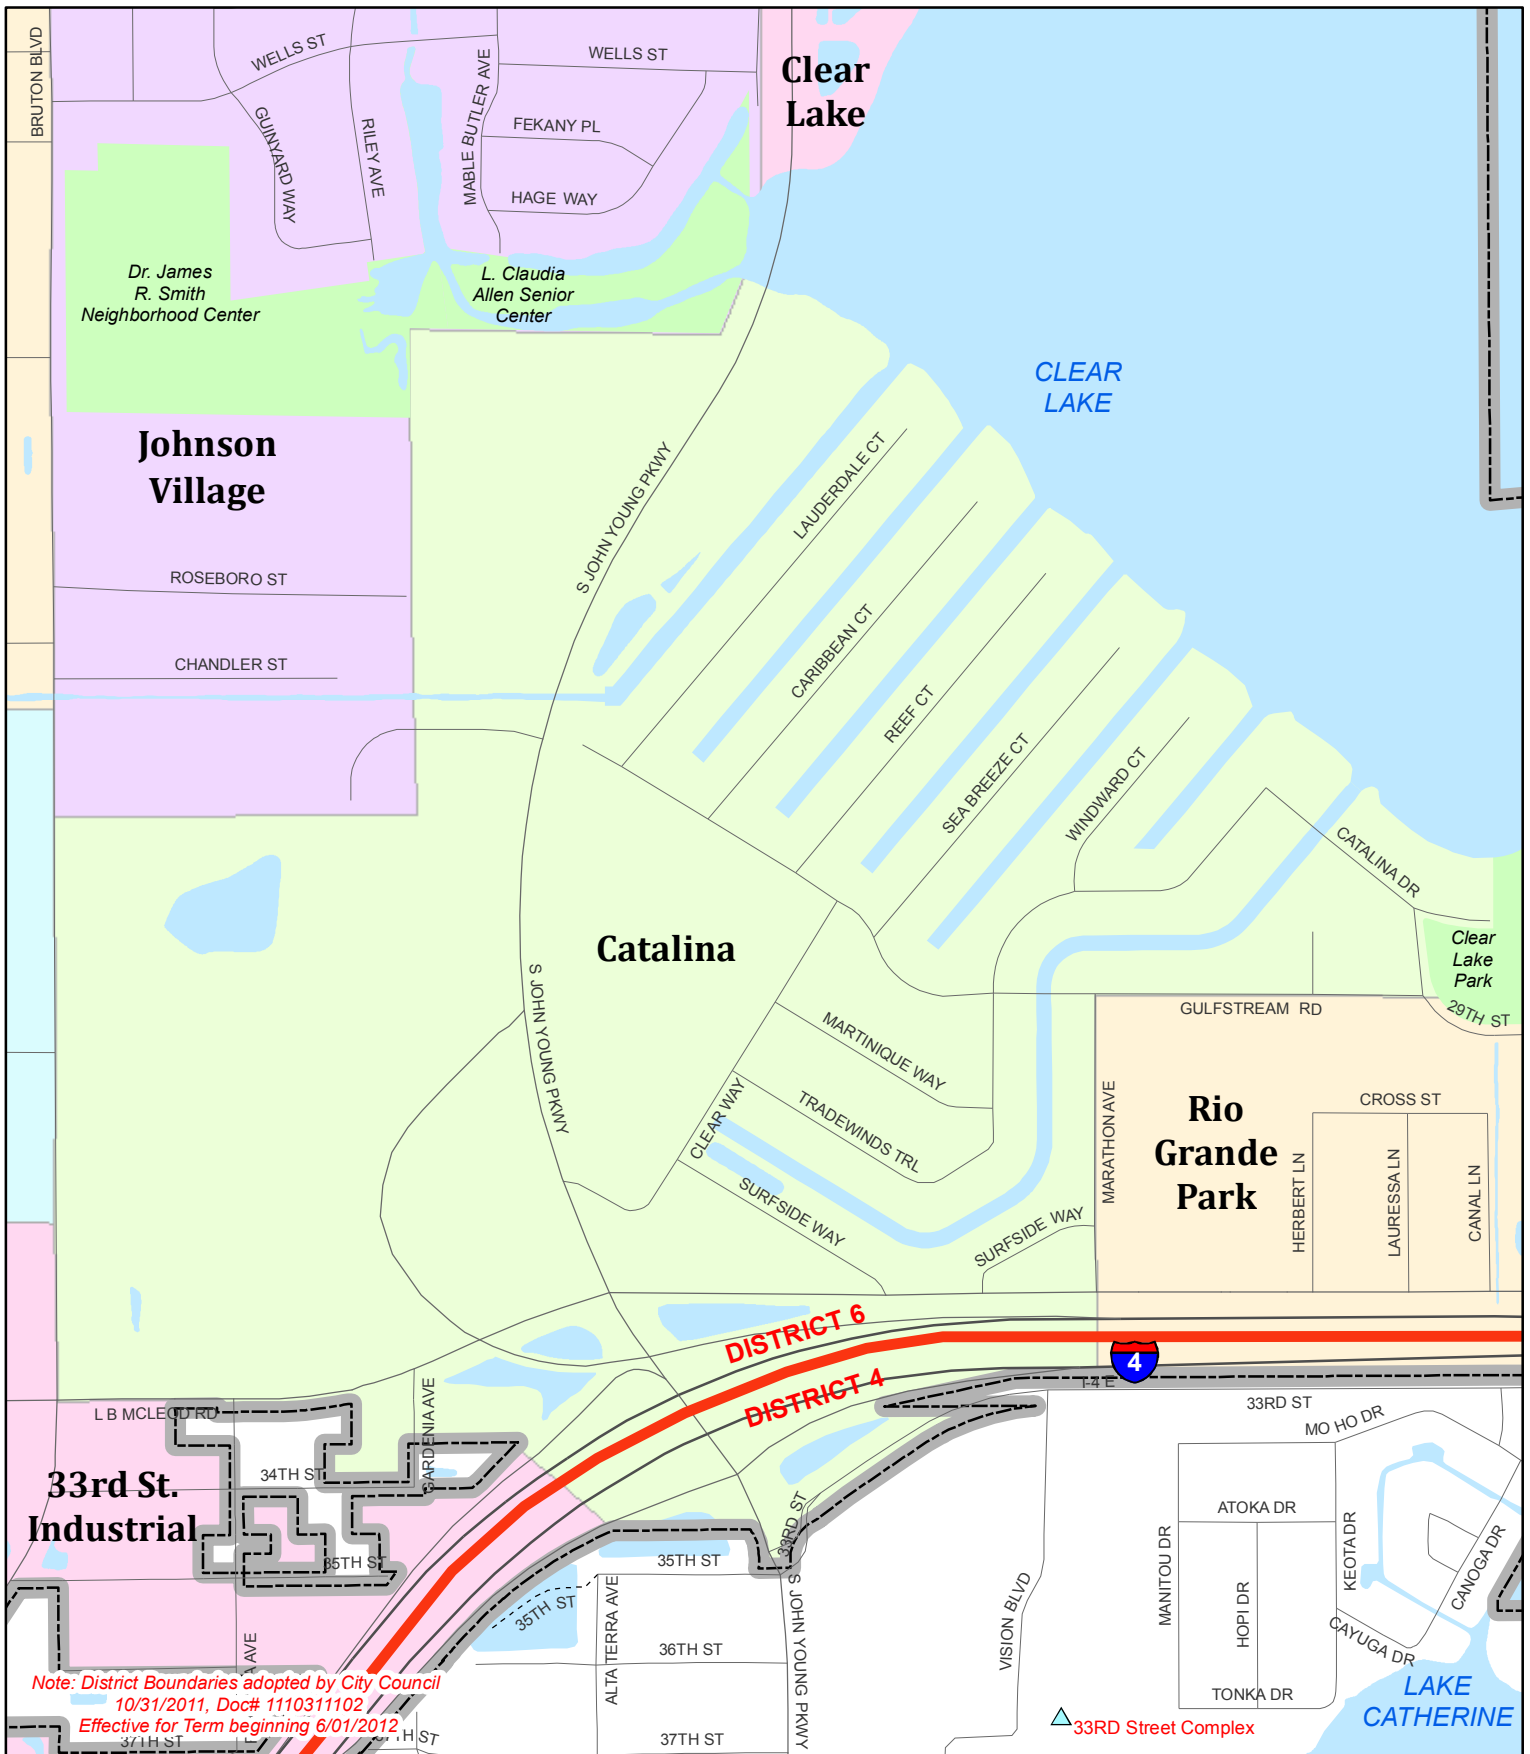 BRUTON BLVD
WELLS ST
WELLS ST
GUINYARD WAY
RILEY AVE
MABLE BUTLER AVE
FEKANY PL
HAGE WAY
Clear
Lake
Dr. James
R. Smith
Neighborhood Center
L. Claudia
Allen Senior
Center
CLEAR
LAKE
Johnson
Village
S JOHN YOUNG PKWY
LAUDERDALE CT
ROSEBORO ST
CARIBBEAN CT
CHANDLER ST
REEF CT
SEA BREEZE CT
WINDWARD CT
CATALINA DR
Catalina
Clear
Lake
Park
S JOHN YOUNG PKWY
GULFSTREAM RD
29TH ST
MARTINIQUE WAY
CLEAR WAY
TRADEWINDS TRL
MARATHON AVE
Rio
Grande
Park
CROSS ST
HERBERT LN
LAURESSA LN
CANAL LN
SURFSIDE WAY
SURFSIDE WAY
DISTRICT 6
DISTRICT 4
4
I-4 E
33RD ST
MO HO DR
L B MCLEOD RD
GARDENIA AVE
34TH ST
33rd St.
Industrial
35TH ST
33RD ST
35TH ST
35TH ST
ATOKA DR
MANITOU DR
KEOTA DR
HOPI DR
CANOGA DR
CAYUGA DR
ALTA TERRA AVE
36TH ST
S JOHN YOUNG PKWY
VISION BLVD
TONKA DR
LAKE
CATHERINE
33RD Street Complex
AVE
Note: District Boundaries adopted by City Council
10/31/2011, Doc# 1110311102
Effective for Term beginning 6/01/2012
37TH ST
37TH ST
37TH ST